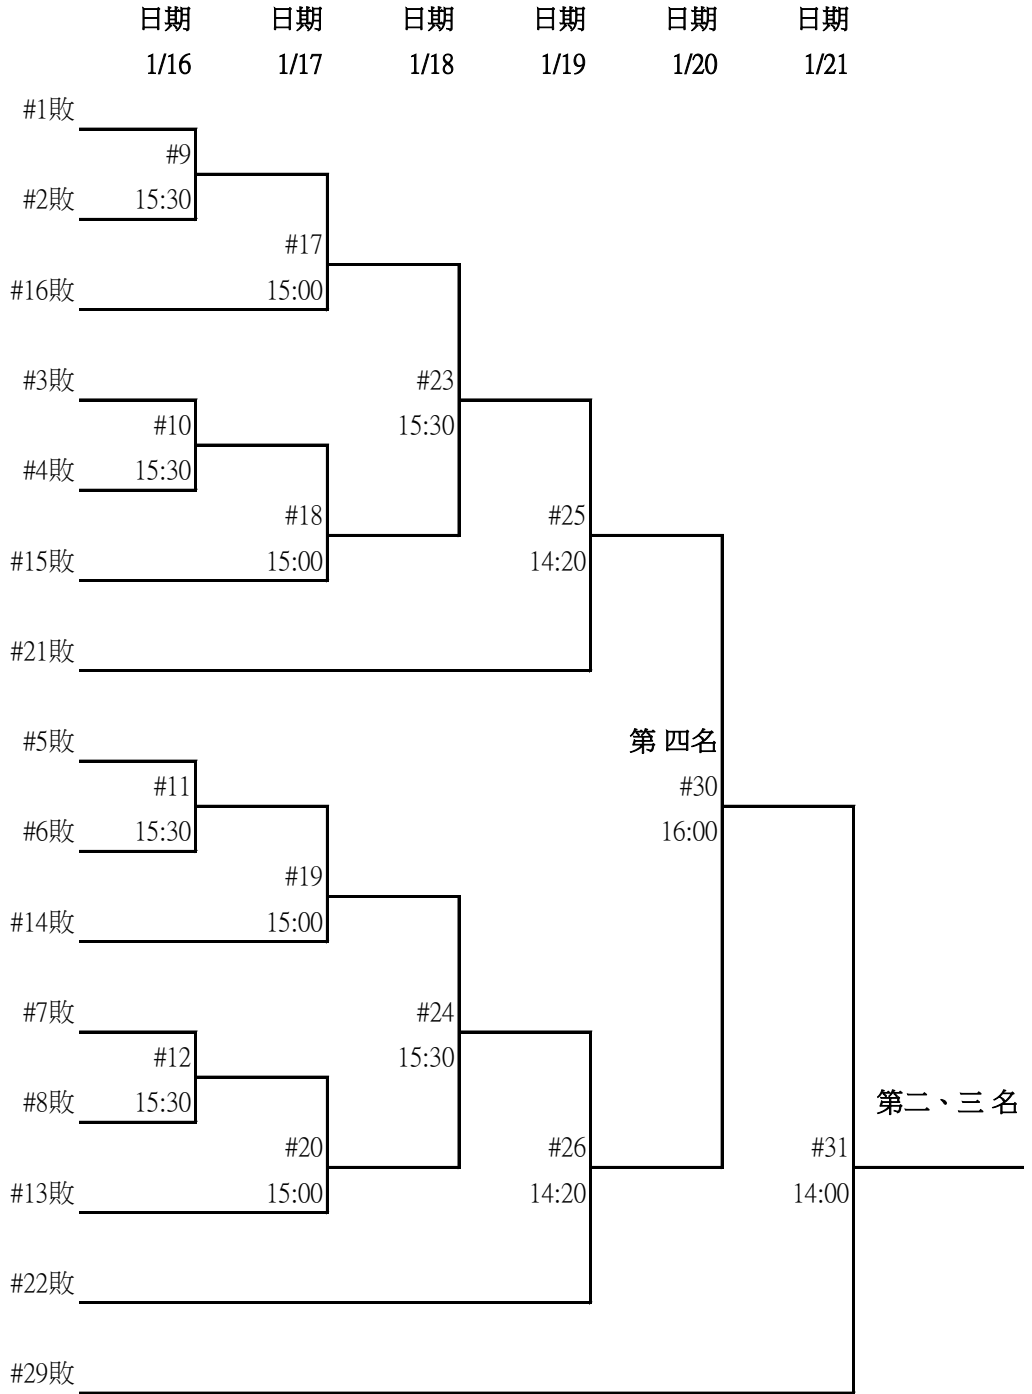 日期 日期 日期 日期 日期 日期
1/16 1/17 1/18 1/19 1/20 1/21
#1敗
#9
#2敗 15:30
#17
#16敗 15:00
#3敗 #23
#10 15:30
#4敗 15:30
#18 #25
#15敗 15:00 14:20
#21敗
#5敗 第 四名
#11 #30
#6敗 15:30 16:00
#19
#14敗 15:00
#7敗 #24
#12 15:30
#8敗 15:30 第二、三 名
#20 #26 #31
#13敗 15:00 14:20 14:00
#22敗
#29敗